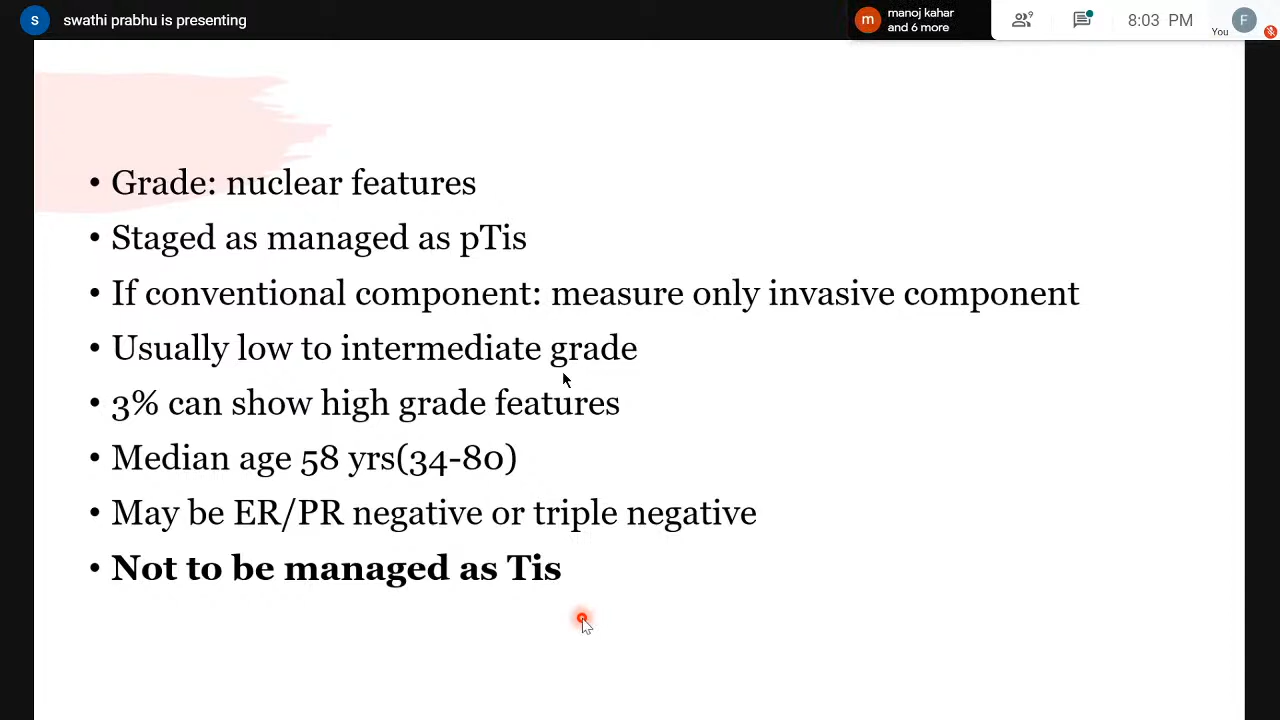 s swathi prabhu is presenting
m manoj kahar
and 6 more
9
8:03 PM
You
F
• Grade: nuclear features
• Staged as managed as pTis
• If conventional component: measure only invasive component
• Usually low to intermediate grade
• 3% can show high grade features
• Median age 58 yrs(34-80)
• May be ER/PR negative or triple negative
• Not to be managed as Tis